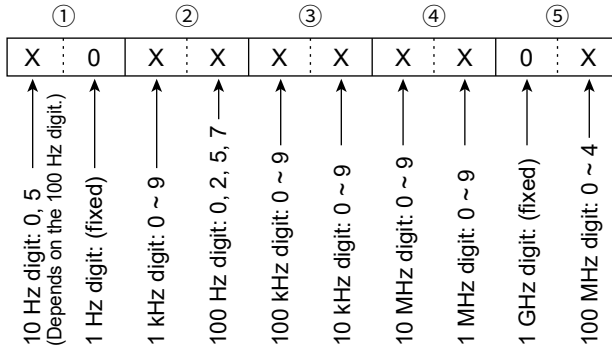 ① ② ③ ④ ⑤
X 0 X X X X X X 0 X
10 Hz digit: 0, 5
(Depends on the 100 Hz digit.)
1 Hz digit: (fixed)
1 kHz digit: 0 ~ 9
100 Hz digit: 0, 2, 5, 7
100 kHz digit: 0 ~ 9
10 kHz digit: 0 ~ 9
10 MHz digit: 0 ~ 9
1 MHz digit: 0 ~ 9
1 GHz digit: (fixed)
100 MHz digit: 0 ~ 4